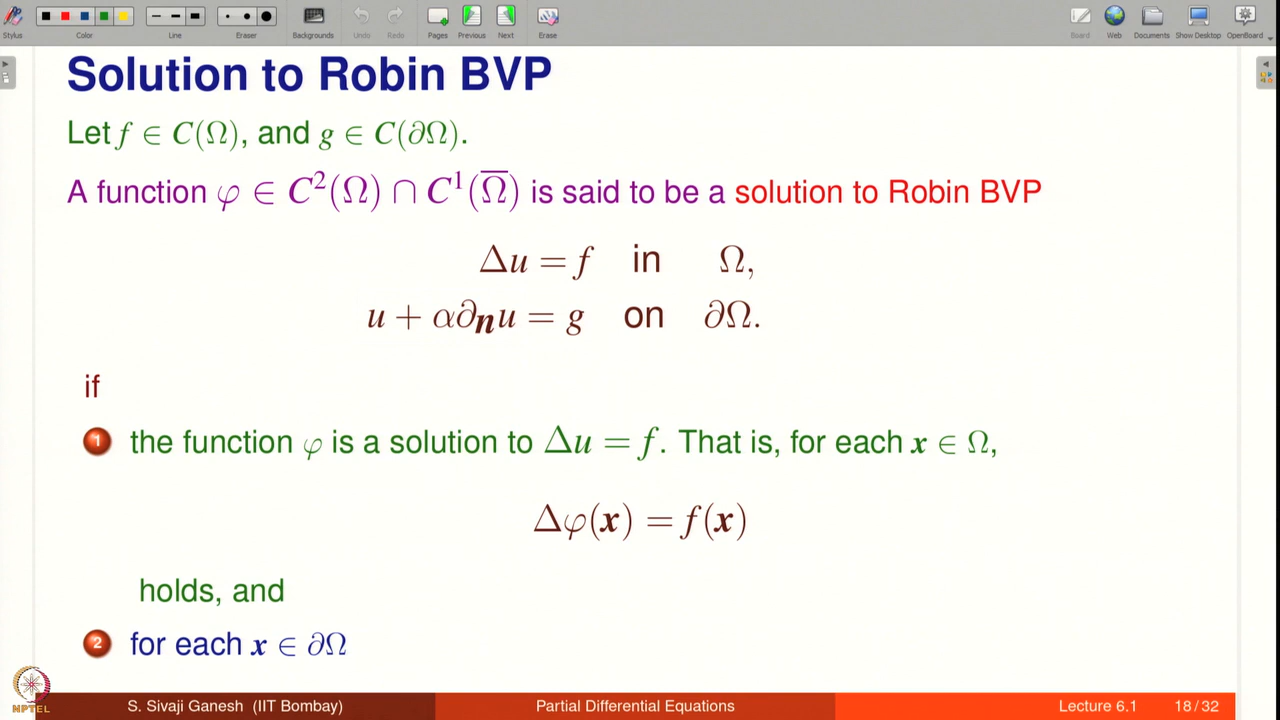 Stylus Color Line Eraser Backgrounds Undo Redo Pages Previous Next Erase Board Web Documents Show Desktop OpenBoard
Solution to Robin BVP
Let f ∈ C(Ω), and g ∈ C(∂Ω).
A function φ ∈ C²(Ω) ∩ C¹(Ω̅) is said to be a solution to Robin BVP
Δu = f in Ω,
u + α∂ₙu = g on ∂Ω.
if
1 the function φ is a solution to Δu = f. That is, for each x ∈ Ω,
Δφ(x) = f(x)
holds, and
2 for each x ∈ ∂Ω
NPTEL
S. Sivaji Ganesh (IIT Bombay) Partial Differential Equations Lecture 6.1 18 / 32